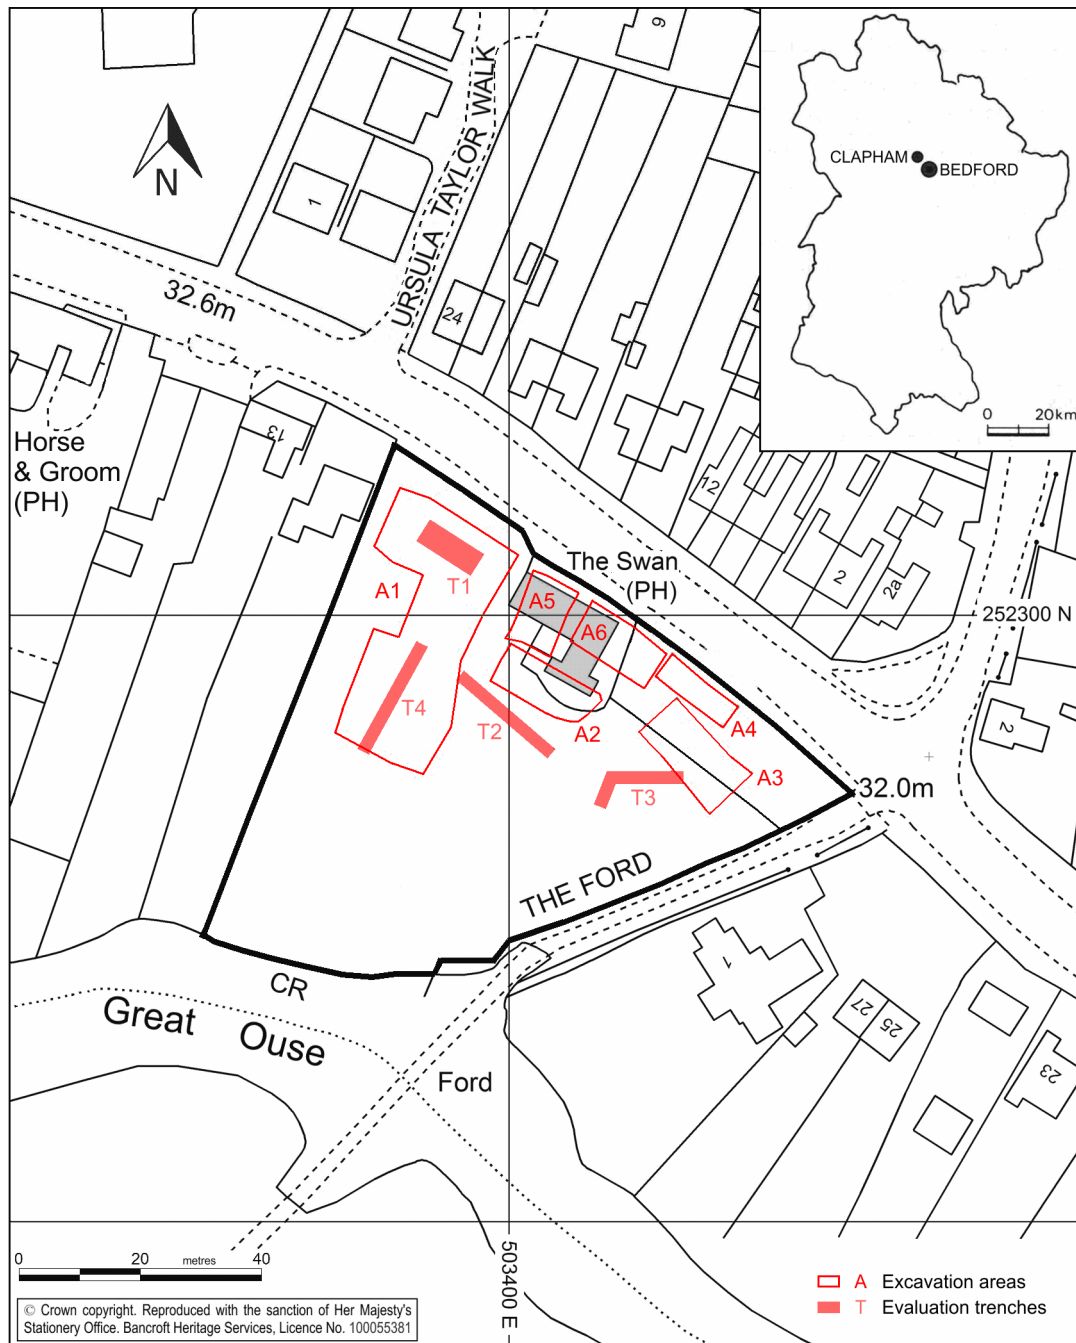 9
URSULA TAYLOR WALK
CLAPHAM
BEDFORD
0 20km
N
1
32.6m
24
Horse
& Groom
(PH)
13
12
The Swan
(PH)
2
2a
252300 N
A1
T1
A5
A6
T4
T2
A2
A4
A3
T3
2
32.0m
THE FORD
CR
Great Ouse
Ford
1
27
25
23
0 20 metres 40
503400 E
A Excavation areas
T Evaluation trenches
© Crown copyright. Reproduced with the sanction of Her Majesty's
Stationery Office. Bancroft Heritage Services, Licence No. 100055381